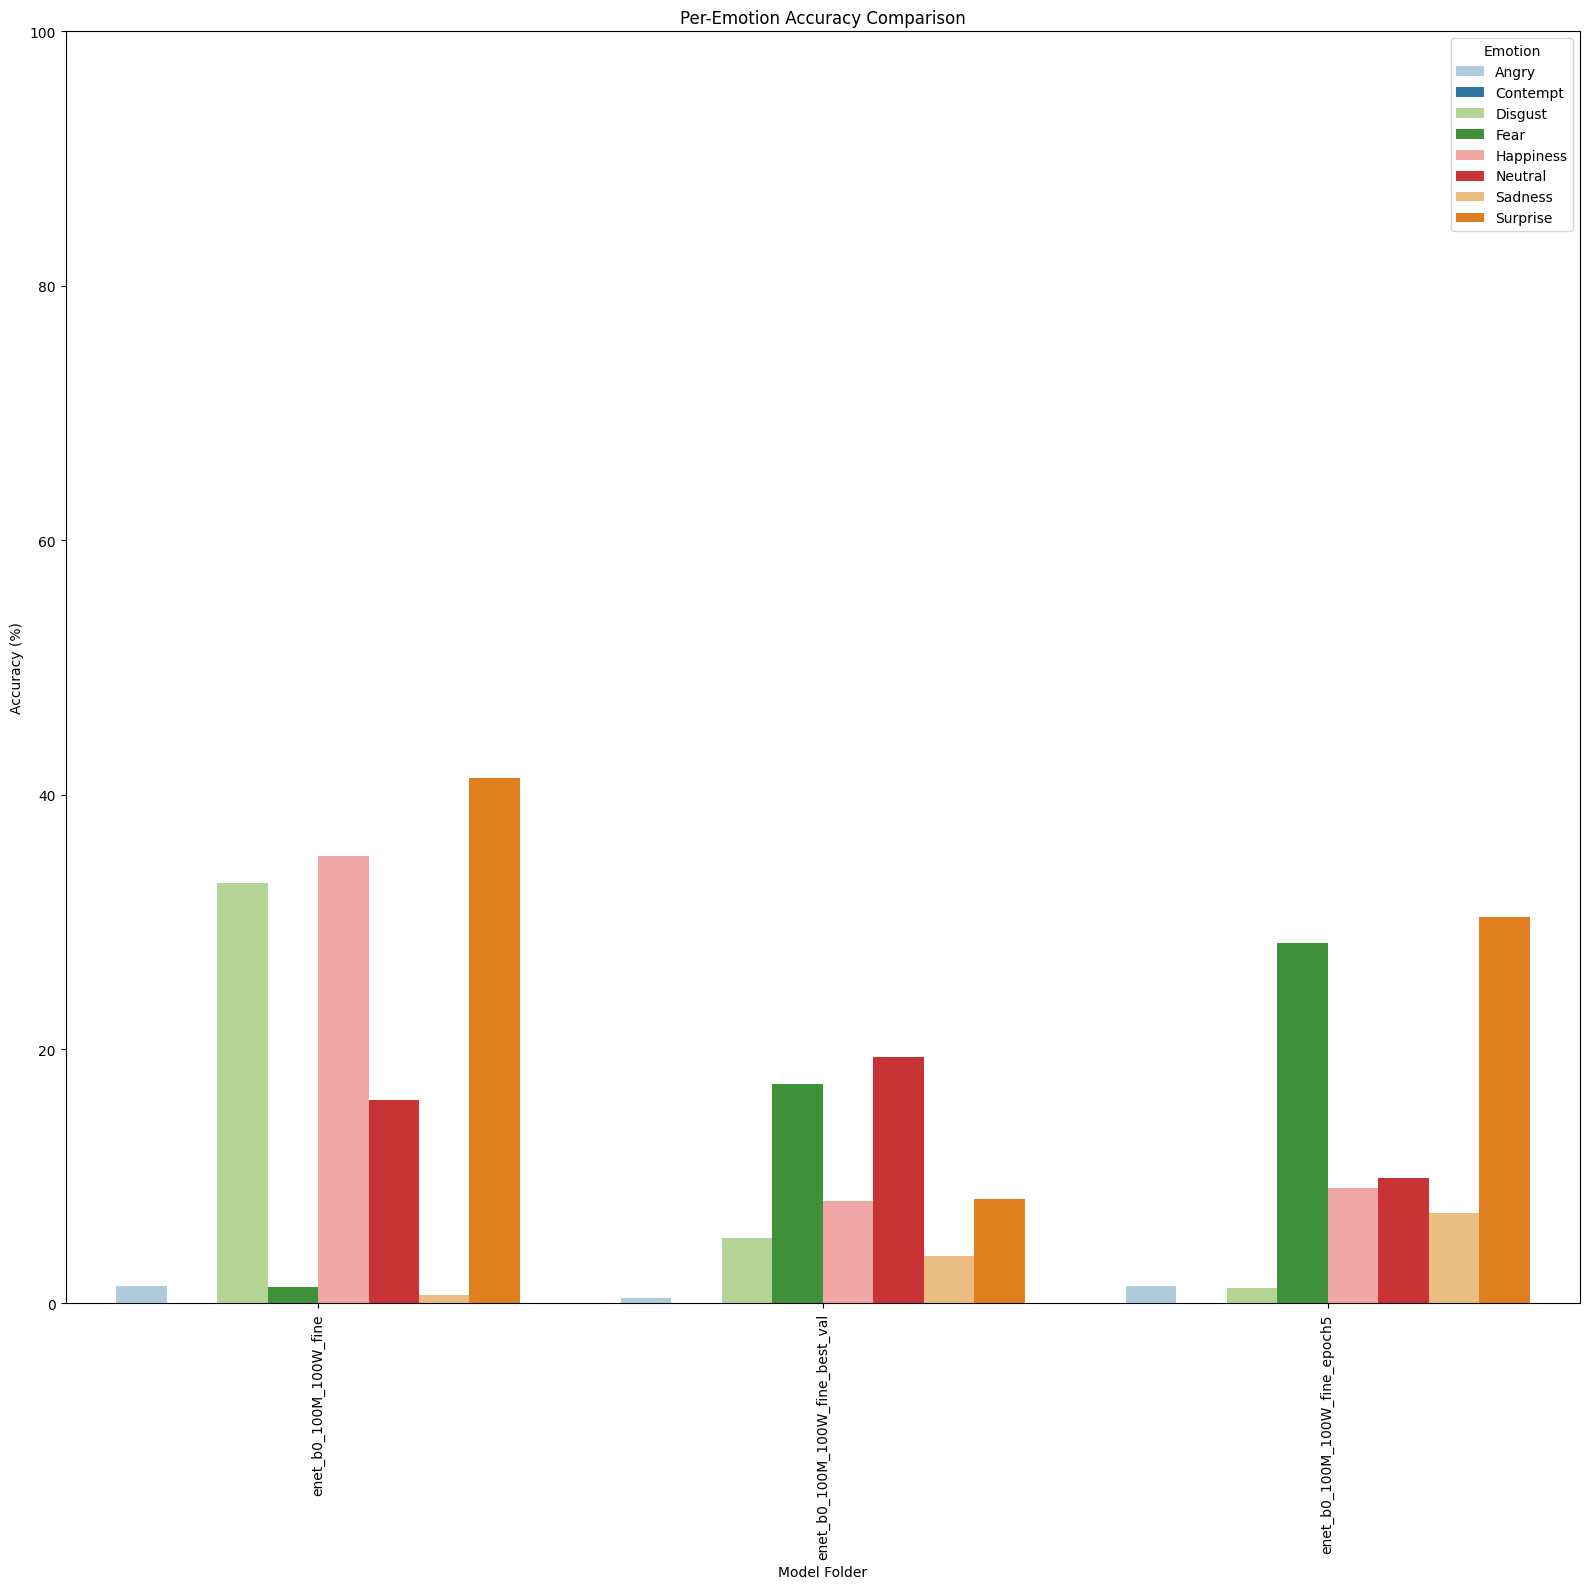 Per-Emotion Accuracy Comparison
Emotion
Angry
Contempt
Disgust
Fear
Happiness
Neutral
Sadness
Surprise
Accuracy (%)
100
80
60
40
20
0
enet_b0_100M_100W_fine
enet_b0_100M_100W_fine_best_val
enet_b0_100M_100W_fine_epoch5
Model Folder